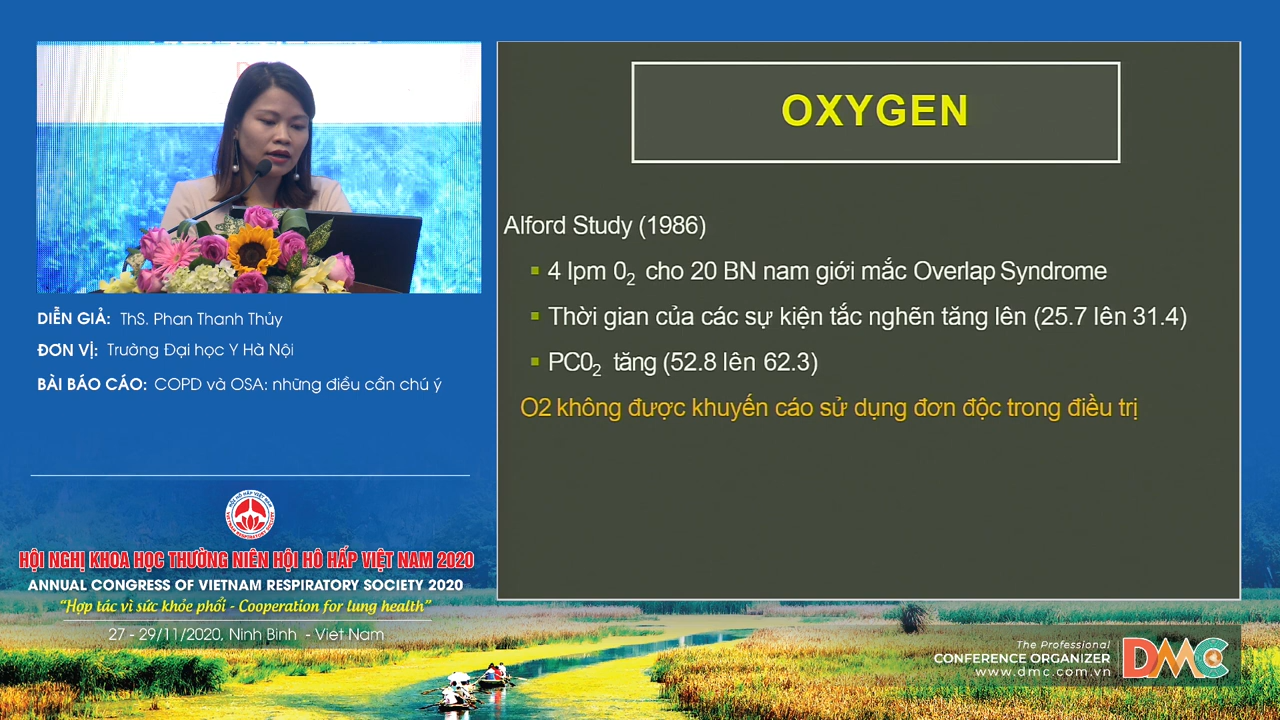 OXYGEN
Alford Study (1986)
4 lpm 0₂ cho 20 BN nam giới mắc Overlap Syndrome
Thời gian của các sự kiện tắc nghẽn tăng lên (25.7 lên 31.4)
PC0₂ tăng (52.8 lên 62.3)
O2 không được khuyến cáo sử dụng đơn độc trong điều trị
DIỄN GIẢ: ThS. Phan Thanh Thủy
ĐƠN VỊ: Trường Đại học Y Hà Nội
BÀI BÁO CÁO: COPD và OSA: những điều cần chú ý
HỘI NGHỊ KHOA HỌC THƯỜNG NIÊN HỘI HÔ HẤP VIỆT NAM 2020
ANNUAL CONGRESS OF VIETNAM RESPIRATORY SOCIETY 2020
“Hợp tác vì sức khỏe phổi - Cooperation for lung health”
27 - 29/11/2020, Ninh Bình - Việt Nam
The Professional
CONFERENCE ORGANIZER
www.dmc.com.vn
DMC